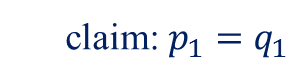 claim: 𝑝₁ = 𝑞₁